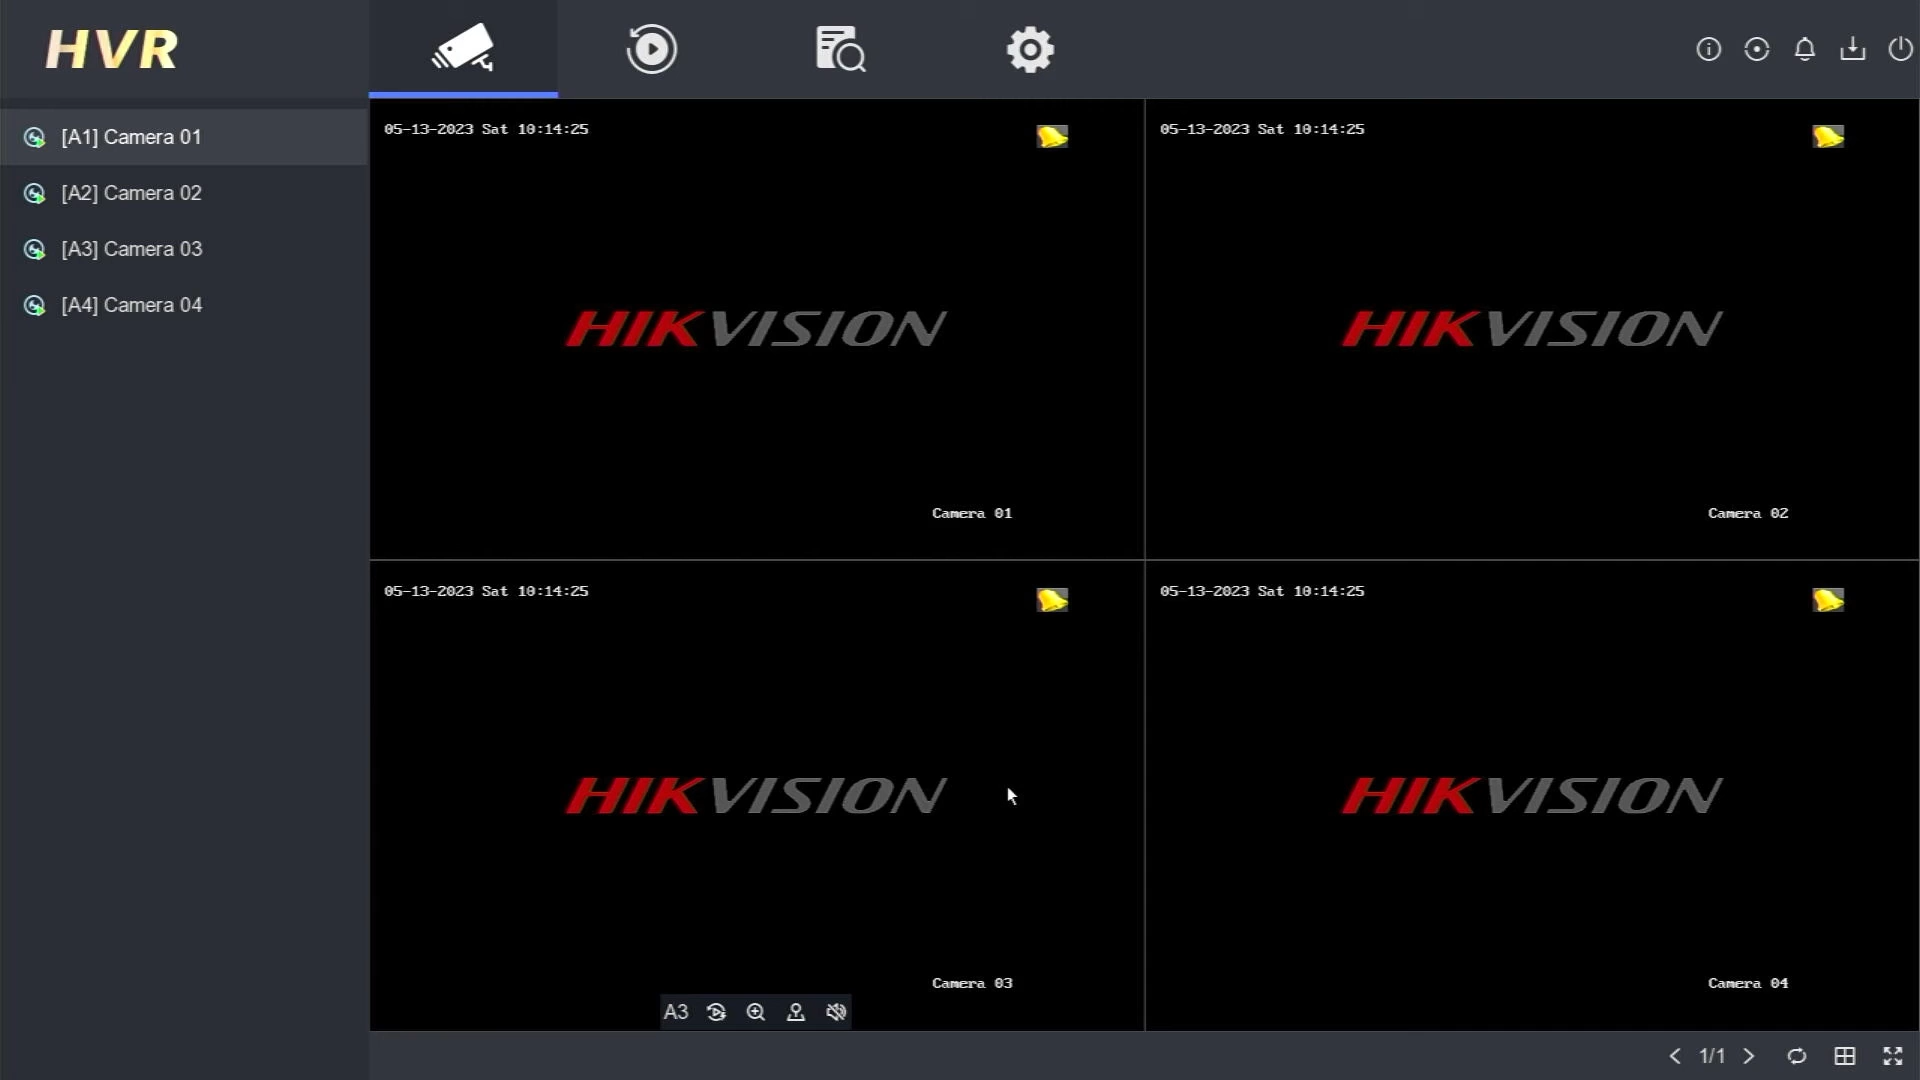 HVR
[A1] Camera 01
[A2] Camera 02
[A3] Camera 03
[A4] Camera 04
05-13-2023 Sat 10:14:25
HIKVISION
Camera 01
05-13-2023 Sat 10:14:25
HIKVISION
Camera 02
05-13-2023 Sat 10:14:25
HIKVISION
Camera 03
A3
05-13-2023 Sat 10:14:25
HIKVISION
Camera 04
1/1